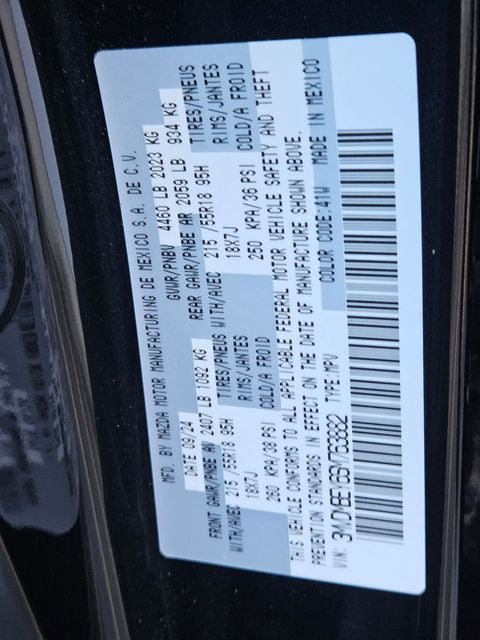 MFD. BY MAZDA MOTOR MANUFACTURING DE MEXICO S.A. DE C.V.
DATE 09/24 GVWR/PNBV 4460 LB 2023 KG
FRONT GAWR/PNBE AV 2407 LB 1092 KG REAR GAWR/PNBE AR 2059 LB 934 KG
WITH/AVEC 215 /55R18 95H TIRES/PNEUS WITH/AVEC 215 /55R18 95H TIRES/PNEUS
18X7J RIMS/JANTES 18X7J RIMS/JANTES
250 KPA/36 PSI COLD/A FROID 250 KPA/36 PSI COLD/A FROID
THIS VEHICLE CONFORMS TO ALL APPLICABLE FEDERAL MOTOR VEHICLE SAFETY AND THEFT
PREVENTION STANDARDS IN EFFECT ON THE DATE OF MANUFACTURE SHOWN ABOVE.
VIN: TYPE:MPV COLOR CODE:41W MADE IN MEXICO